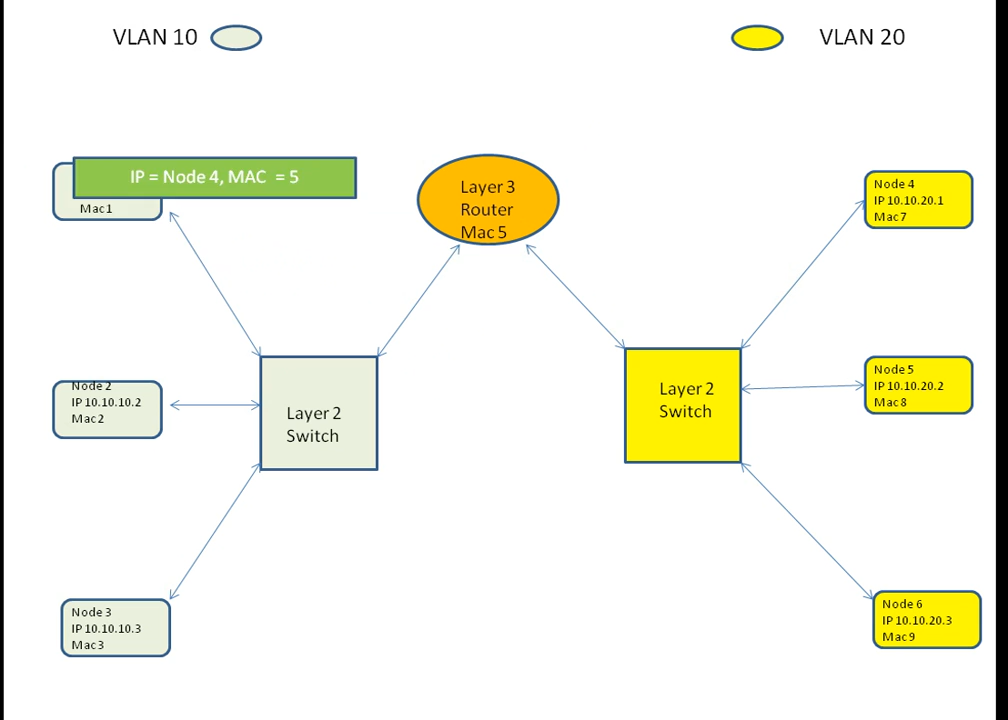 VLAN 10
VLAN 20
IP = Node 4, MAC = 5
Mac1
Layer 3
Router
Mac 5
Node 4
IP 10.10.20.1
Mac7
Node 2
IP 10.10.10.2
Mac2
Layer 2
Switch
Layer 2
Switch
Node 5
IP 10.10.20.2
Mac8
Node 3
IP 10.10.10.3
Mac3
Node 6
IP 10.10.20.3
Mac9